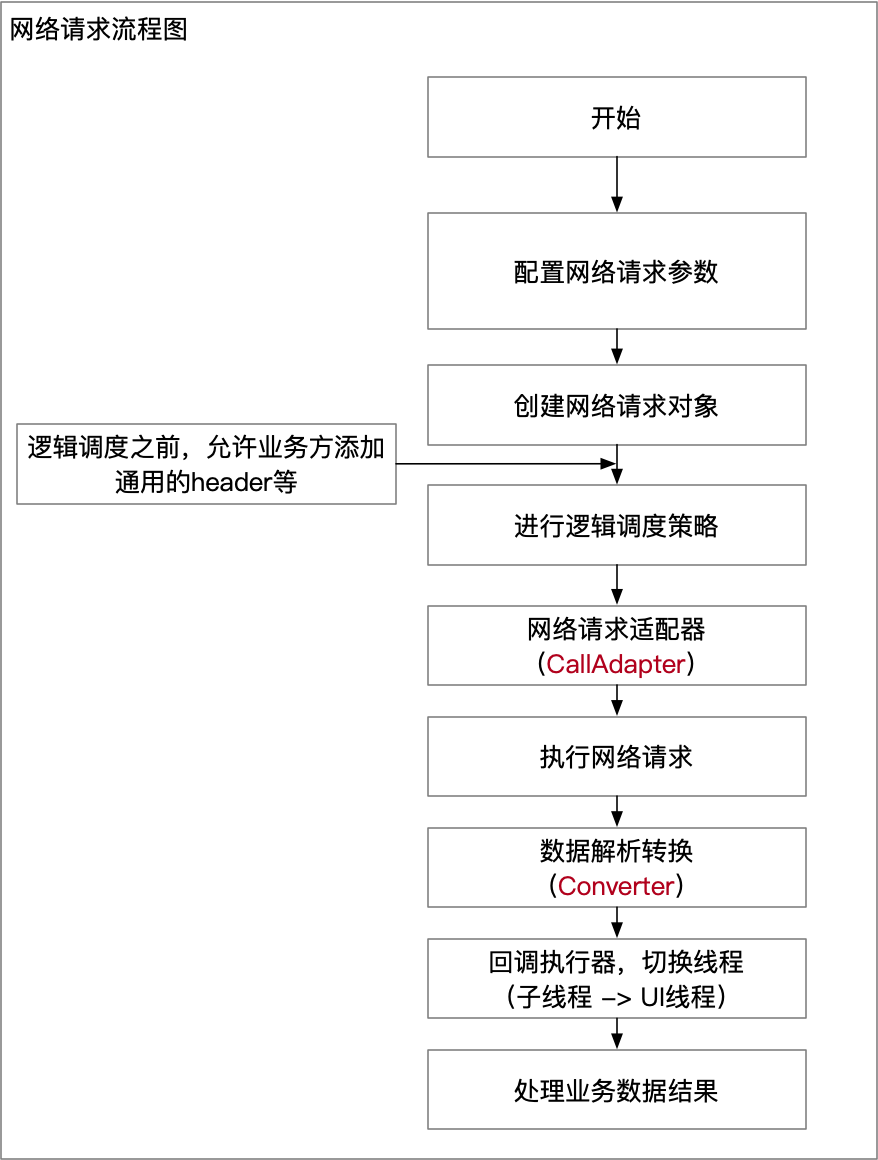 网络请求流程图
开始
配置网络请求参数
创建网络请求对象
逻辑调度之前，允许业务方添加
通用的header等
进行逻辑调度策略
网络请求适配器
（CallAdapter）
执行网络请求
数据解析转换
（Converter）
回调执行器，切换线程
（子线程 -> UI线程）
处理业务数据结果